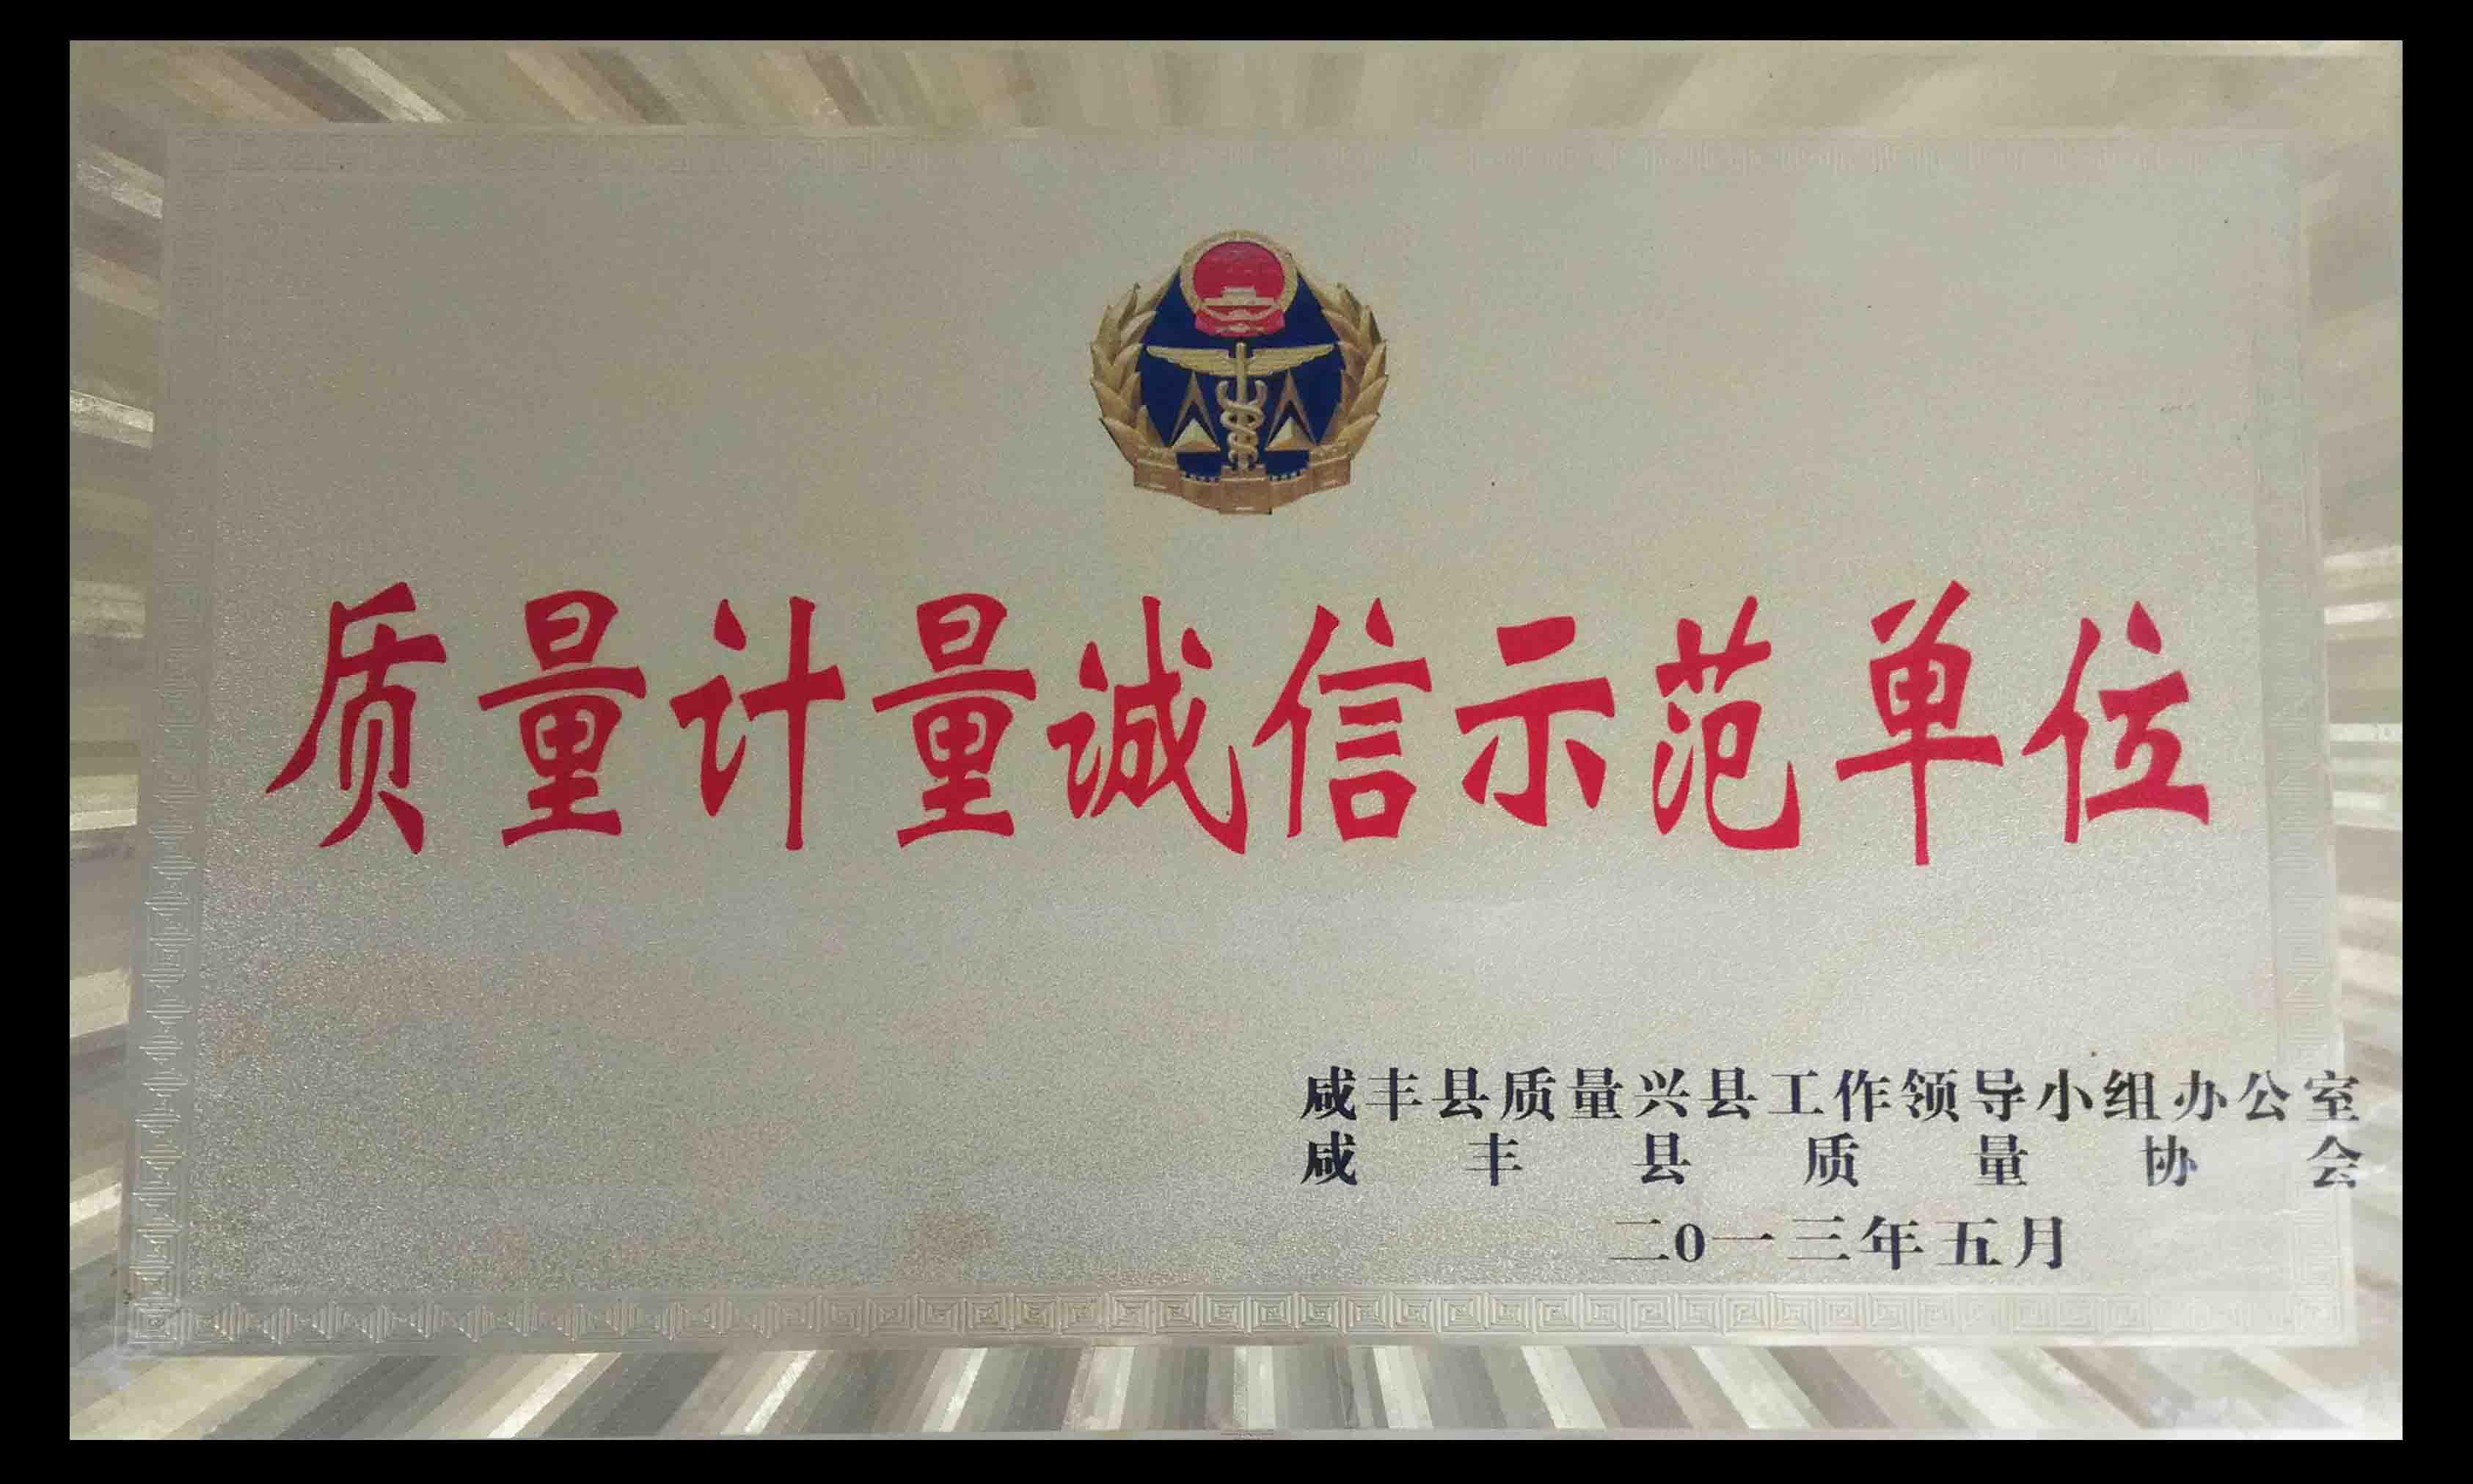 质量计量诚信示范单位
咸丰县质量兴县工作领导小组办公室
咸丰县质量协会
二0一三年五月